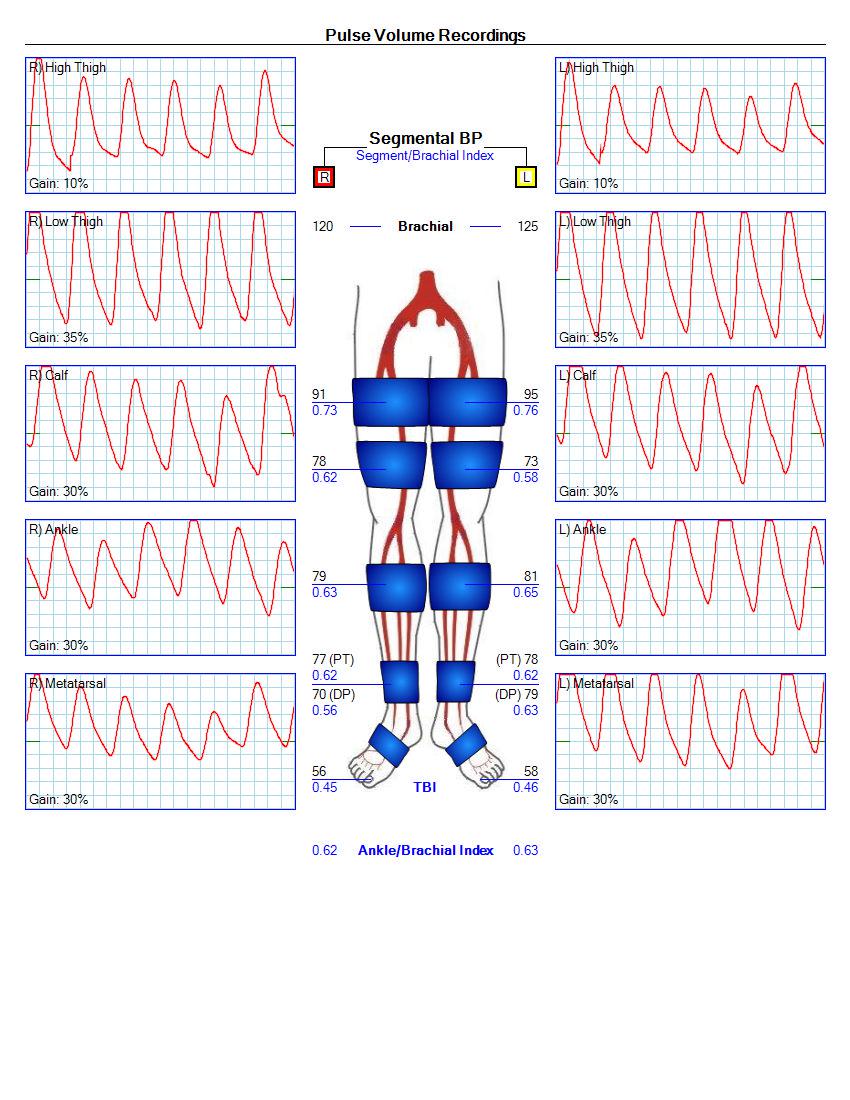 Pulse Volume Recordings
R) High Thigh
Gain: 10%
L) High Thigh
Gain: 10%
Segmental BP
Segment/Brachial Index
R
L
120 Brachial 125
R) Low Thigh
Gain: 35%
L) Low Thigh
Gain: 35%
R) Calf
Gain: 30%
L) Calf
Gain: 30%
91 95
0.73 0.76
78 73
0.62 0.58
R) Ankle
Gain: 30%
L) Ankle
Gain: 30%
79 81
0.63 0.65
77 (PT) (PT) 78
0.62 0.62
70 (DP) (DP) 79
0.56 0.63
R) Metatarsal
Gain: 30%
L) Metatarsal
Gain: 30%
56 58
0.45 TBI 0.46
0.62 Ankle/Brachial Index 0.63